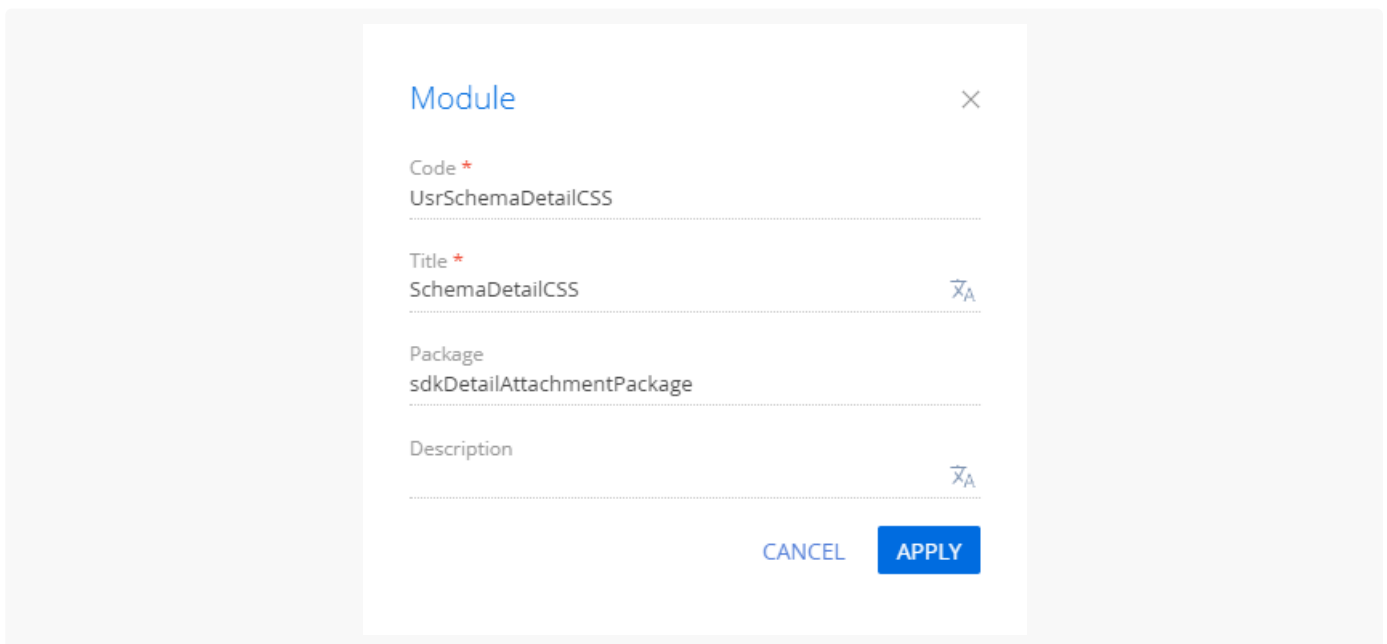 Module
Code *
UsrSchemaDetailCSS
Title *
SchemaDetailCSS
Package
sdkDetailAttachmentPackage
Description
CANCEL APPLY